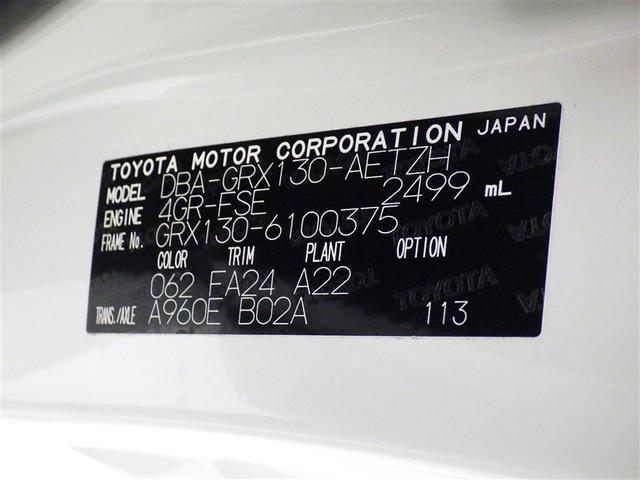 TOYOTA MOTOR CORPORATION JAPAN
MODEL DBA-GRX130-AETZH
ENGINE 4GR-FSE 2499 mL
FRAME No. GRX130-6100375
COLOR TRIM PLANT OPTION
062 FA24 A22
TRANS./AXLE A960E B02A 113